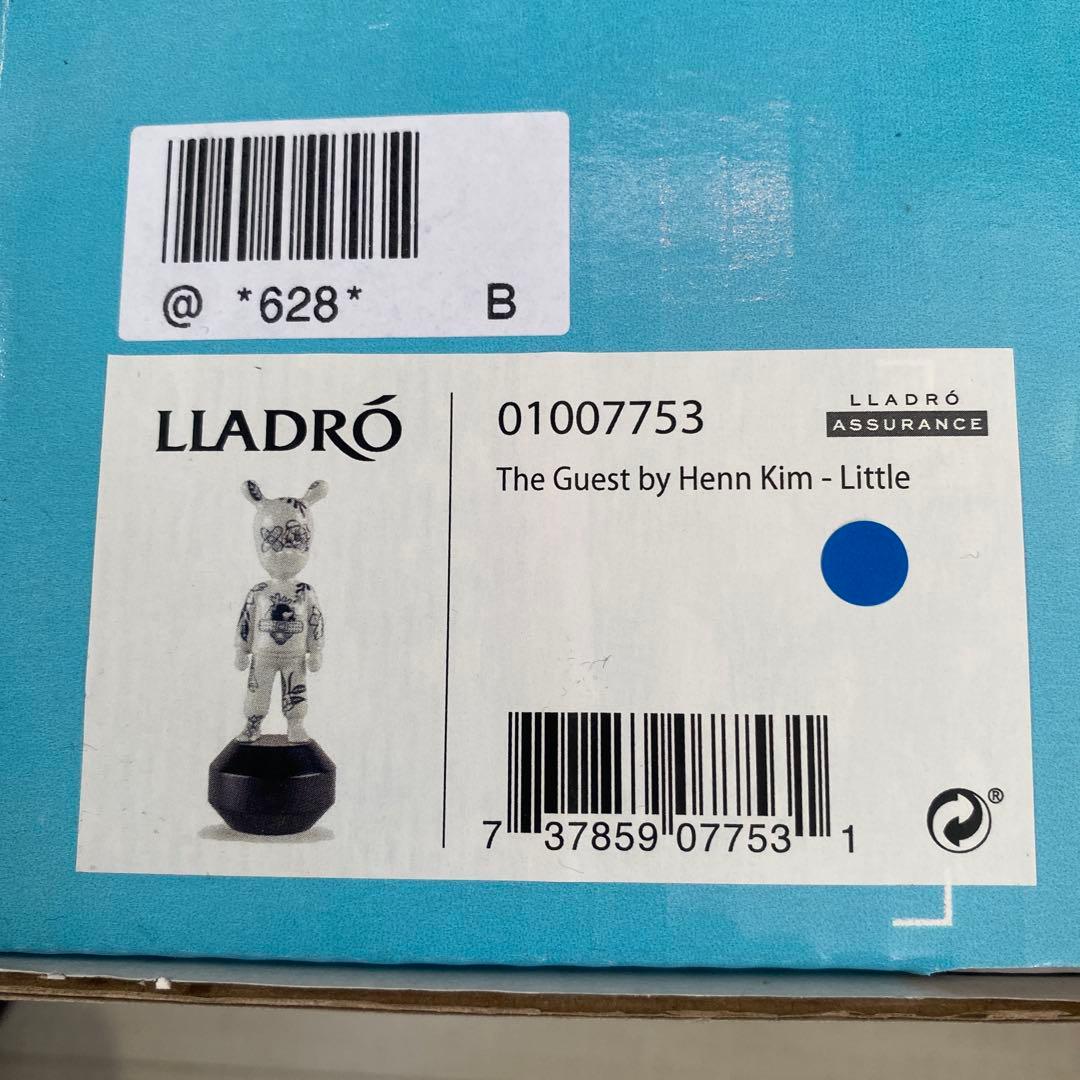 @ *628* B
LLADRÓ
01007753
LLADRÓ
ASSURANCE
The Guest by Henn Kim - Little
7 37859 07753 1
®